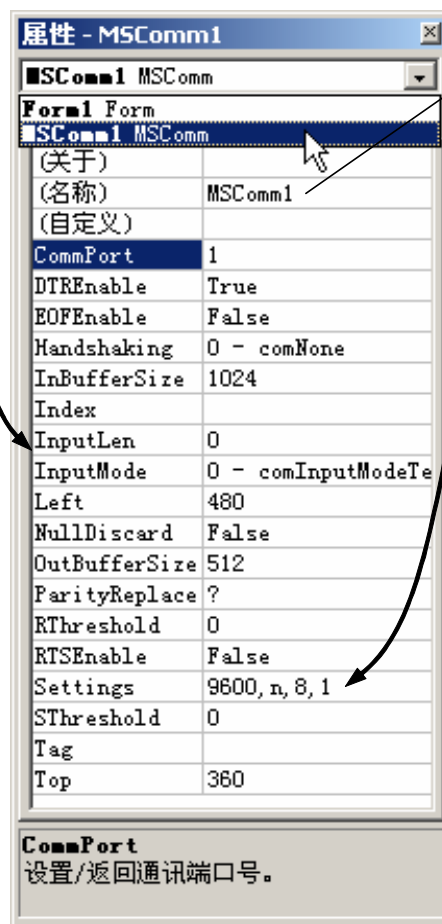 属性 - MSComm1
MSComm1 MSComm
Form1 Form
MSComm1 MSComm
(关于)
(名称) MSComm1
(自定义)
CommPort 1
DTREnable True
EOFEnable False
Handshaking 0 - comNone
InBufferSize 1024
Index
InputLen 0
InputMode 0 - comInputModeTe
Left 480
NullDiscard False
OutBufferSize 512
ParityReplace ?
RThreshold 0
RTSEnable False
Settings 9600,n,8,1
SThreshold 0
Tag
Top 360
CommPort
设置/返回通讯端口号。